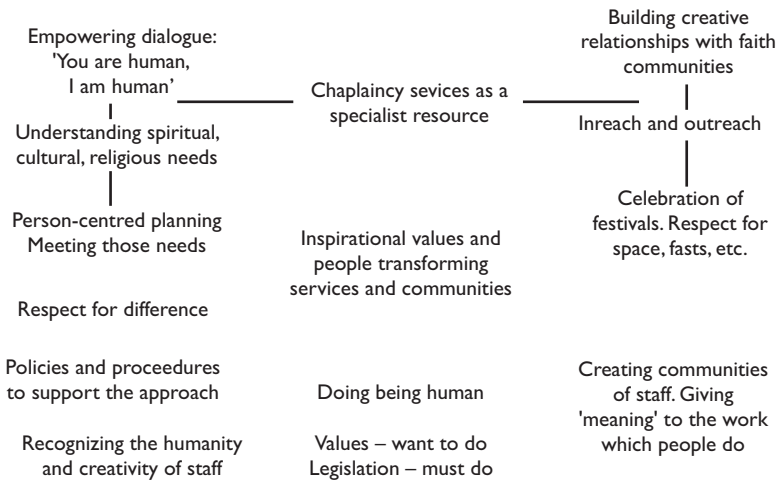 Empowering dialogue:
'You are human,
I am human’
Understanding spiritual,
cultural, religious needs
Person-centred planning
Meeting those needs
Respect for difference
Policies and proceedures
to support the approach
Recognizing the humanity
and creativity of staff
Chaplaincy sevices as a
specialist resource
Inspirational values and
people transforming
services and communities
Doing being human
Values – want to do
Legislation – must do
Building creative
relationships with faith
communities
Inreach and outreach
Celebration of
festivals. Respect for
space, fasts, etc.
Creating communities
of staff. Giving
'meaning' to the work
which people do